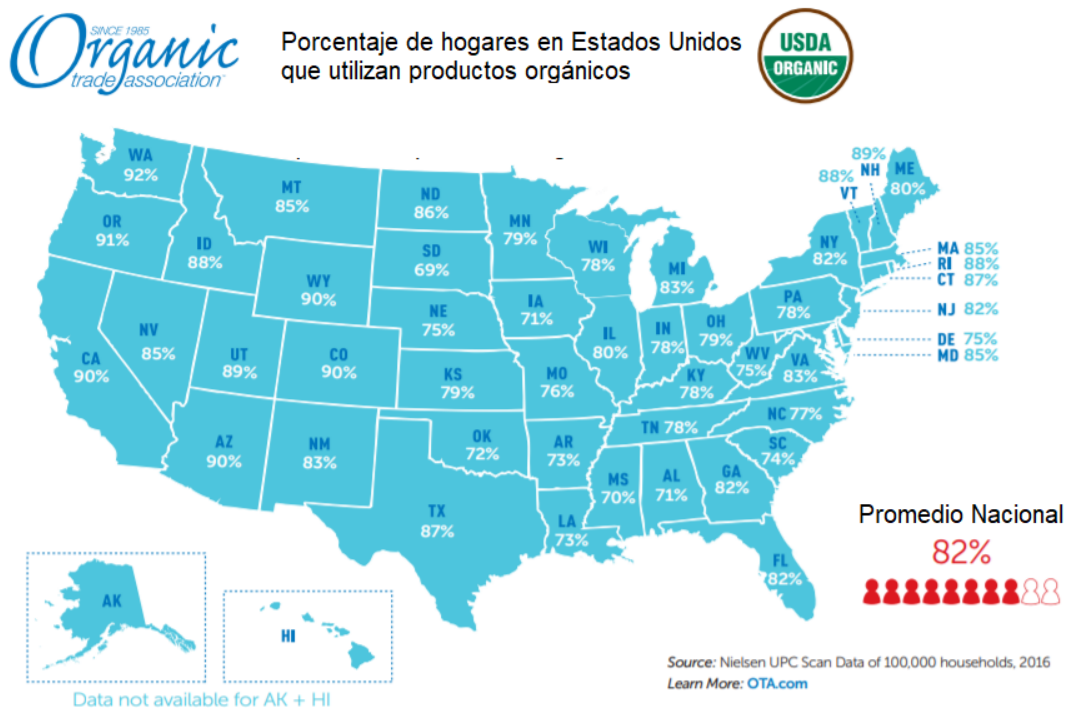 SINCE 1985
Organic
trade association
Porcentaje de hogares en Estados Unidos
que utilizan productos orgánicos
USDA
ORGANIC
WA
92%
OR
91%
CA
90%
NV
85%
ID
88%
MT
85%
WY
90%
UT
89%
CO
90%
AZ
90%
NM
83%
ND
86%
SD
69%
NE
75%
KS
79%
OK
72%
TX
87%
MN
79%
IA
71%
MO
76%
AR
73%
LA
73%
WI
78%
IL
80%
MI
83%
IN
78%
OH
79%
KY
78%
TN 78%
MS
70%
AL
71%
GA
82%
FL
82%
SC
74%
NC 77%
WV
75%
VA
83%
PA
78%
NY
82%
88%
VT
89%
NH
ME
80%
MA 85%
RI 88%
CT 87%
NJ 82%
DE 75%
MD 85%
AK
HI
Data not available for AK + HI
Promedio Nacional
82%
Source: Nielsen UPC Scan Data of 100,000 households, 2016
Learn More: OTA.com